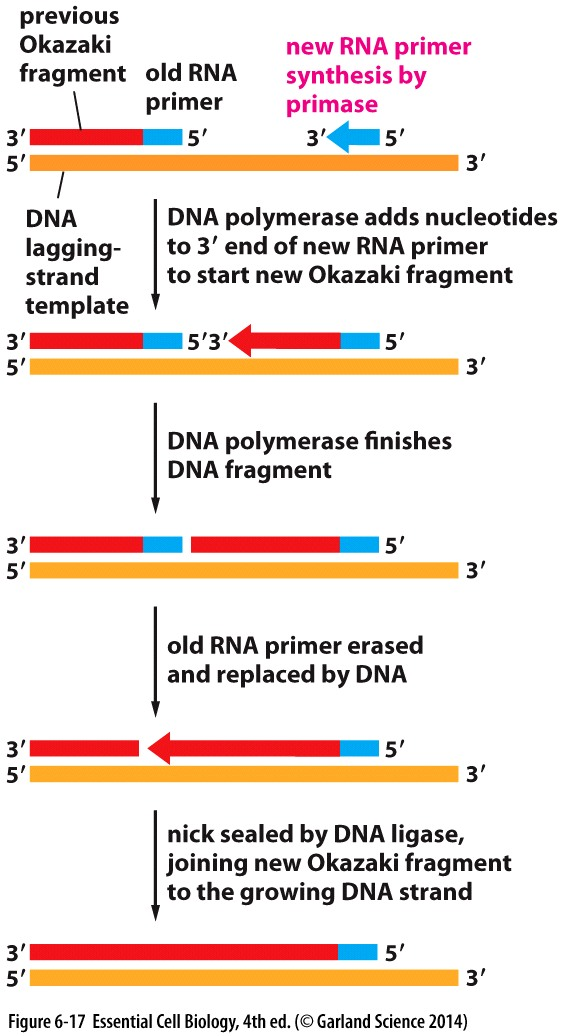 previous
Okazaki
fragment
old RNA
primer
new RNA primer
synthesis by
primase
3′ 5′ 3′ 5′
5′ 3′
DNA
lagging-
strand
template
DNA polymerase adds nucleotides
to 3′ end of new RNA primer
to start new Okazaki fragment
3′ 5′3′ 5′
5′ 3′
DNA polymerase finishes
DNA fragment
3′ 5′
5′ 3′
old RNA primer erased
and replaced by DNA
3′ 5′
5′ 3′
nick sealed by DNA ligase,
joining new Okazaki fragment
to the growing DNA strand
3′ 5′
5′ 3′
Figure 6-17 Essential Cell Biology, 4th ed. (© Garland Science 2014)